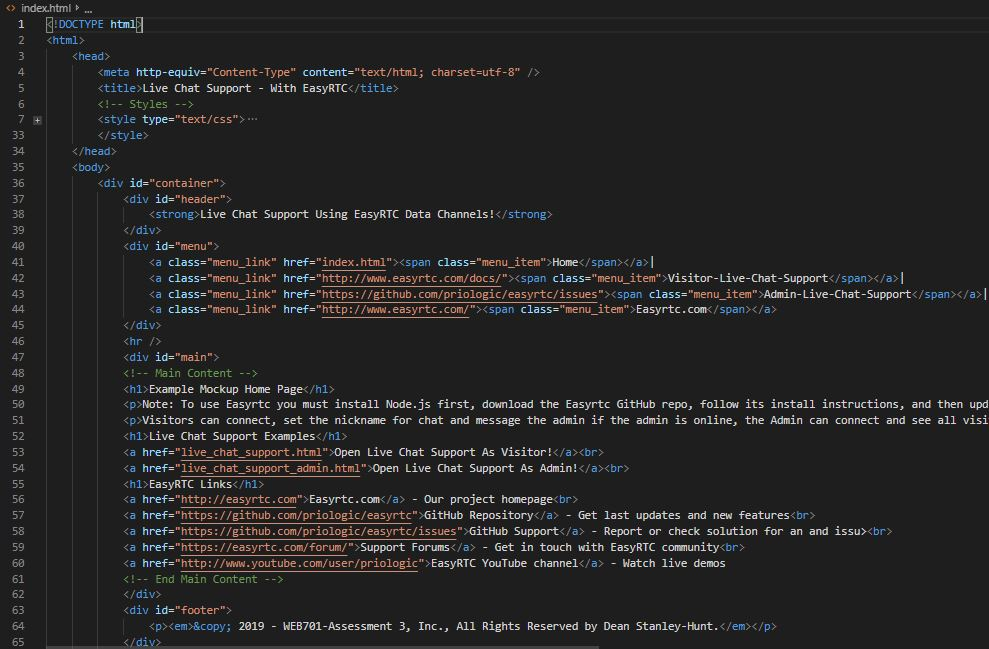 index.html > ...
1 <!DOCTYPE html>
2 <html>
3 <head>
4 <meta http-equiv="Content-Type" content="text/html; charset=utf-8" />
5 <title>Live Chat Support - With EasyRTC</title>
6 <!-- Styles -->
7 <style type="text/css">...
33 </style>
34 </head>
35 <body>
36 <div id="container">
37 <div id="header">
38 <strong>Live Chat Support Using EasyRTC Data Channels!</strong>
39 </div>
40 <div id="menu">
41 <a class="menu_link" href="index.html"><span class="menu_item">Home</span></a>|
42 <a class="menu_link" href="http://www.easyrtc.com/docs/"><span class="menu_item">Visitor-Live-Chat-Support</span></a>|
43 <a class="menu_link" href="https://github.com/priologic/easyrtc/issues"><span class="menu_item">Admin-Live-Chat-Support</span></a>|
44 <a class="menu_link" href="http://www.easyrtc.com/"><span class="menu_item">Easyrtc.com</span></a>
45 </div>
46 <hr />
47 <div id="main">
48 <!-- Main Content -->
49 <h1>Example Mockup Home Page</h1>
50 <p>Note: To use Easyrtc you must install Node.js first, download the Easyrtc GitHub repo, follow its install instructions, and then upd
51 <p>Visitors can connect, set the nickname for chat and message the admin if the admin is online, the Admin can connect and see all visi
52 <h1>Live Chat Support Examples</h1>
53 <a href="live_chat_support.html">Open Live Chat Support As Visitor!</a><br>
54 <a href="live_chat_support_admin.html">Open Live Chat Support As Admin!</a><br>
55 <h1>EasyRTC Links</h1>
56 <a href="http://easyrtc.com">Easyrtc.com</a> - Our project homepage<br>
57 <a href="https://github.com/priologic/easyrtc">GitHub Repository</a> - Get last updates and new features<br>
58 <a href="https://github.com/priologic/easyrtc/issues">GitHub Support</a> - Report or check solution for an and issu><br>
59 <a href="https://easyrtc.com/forum/">Support Forums</a> - Get in touch with EasyRTC community<br>
60 <a href="http://www.youtube.com/user/priologic">EasyRTC YouTube channel</a> - Watch live demos
61 <!-- End Main Content -->
62 </div>
63 <div id="footer">
64 <p><em>&copy; 2019 - WEB701-Assessment 3, Inc., All Rights Reserved by Dean Stanley-Hunt.</em></p>
65 </div>